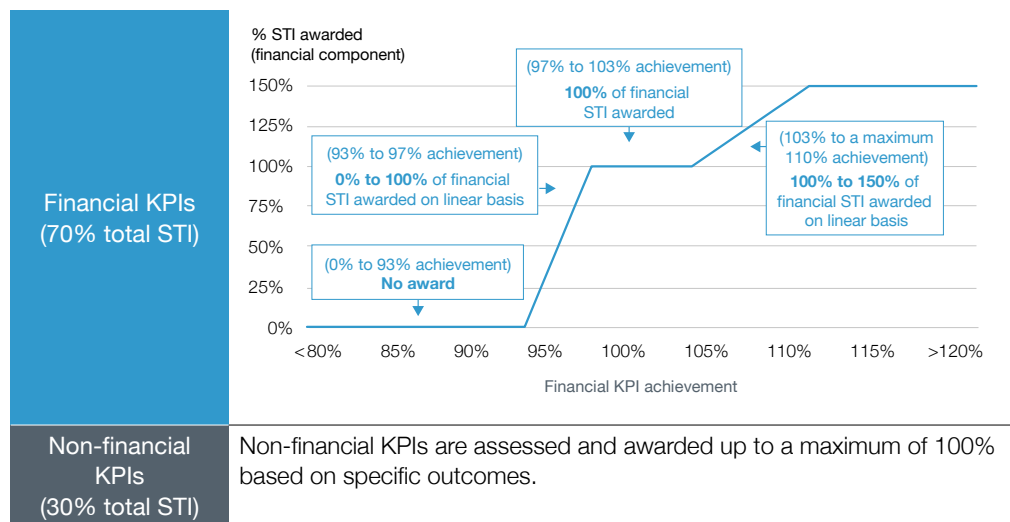 Financial KPIs
(70% total STI)
% STI awarded
(financial component)
150%
125%
100%
75%
50%
25%
0%
(97% to 103% achievement)
100% of financial
STI awarded
(93% to 97% achievement)
0% to 100% of financial
STI awarded on linear basis
(103% to a maximum
110% achievement)
100% to 150% of
financial STI awarded
on linear basis
(0% to 93% achievement)
No award
<80% 85% 90% 95% 100% 105% 110% 115% >120%
Financial KPI achievement
Non-financial
KPIs
(30% total STI)
Non-financial KPIs are assessed and awarded up to a maximum of 100%
based on specific outcomes.